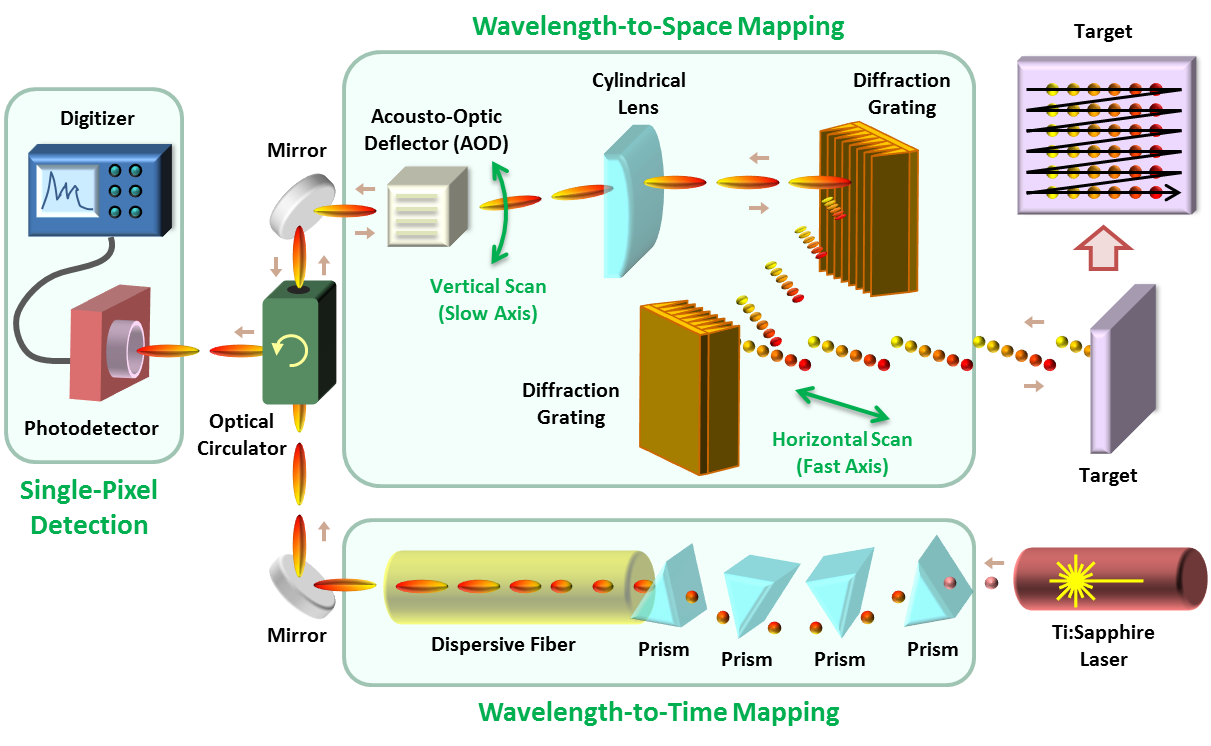 Wavelength-to-Space Mapping
Target
Cylindrical
Lens
Diffraction
Grating
Digitizer
Acousto-Optic
Deflector (AOD)
Mirror
Vertical Scan
(Slow Axis)
Diffraction
Grating
Photodetector
Optical
Circulator
Horizontal Scan
(Fast Axis)
Target
Single-Pixel
Detection
Mirror
Dispersive Fiber
Prism
Prism
Prism
Prism
Ti:Sapphire
Laser
Wavelength-to-Time Mapping